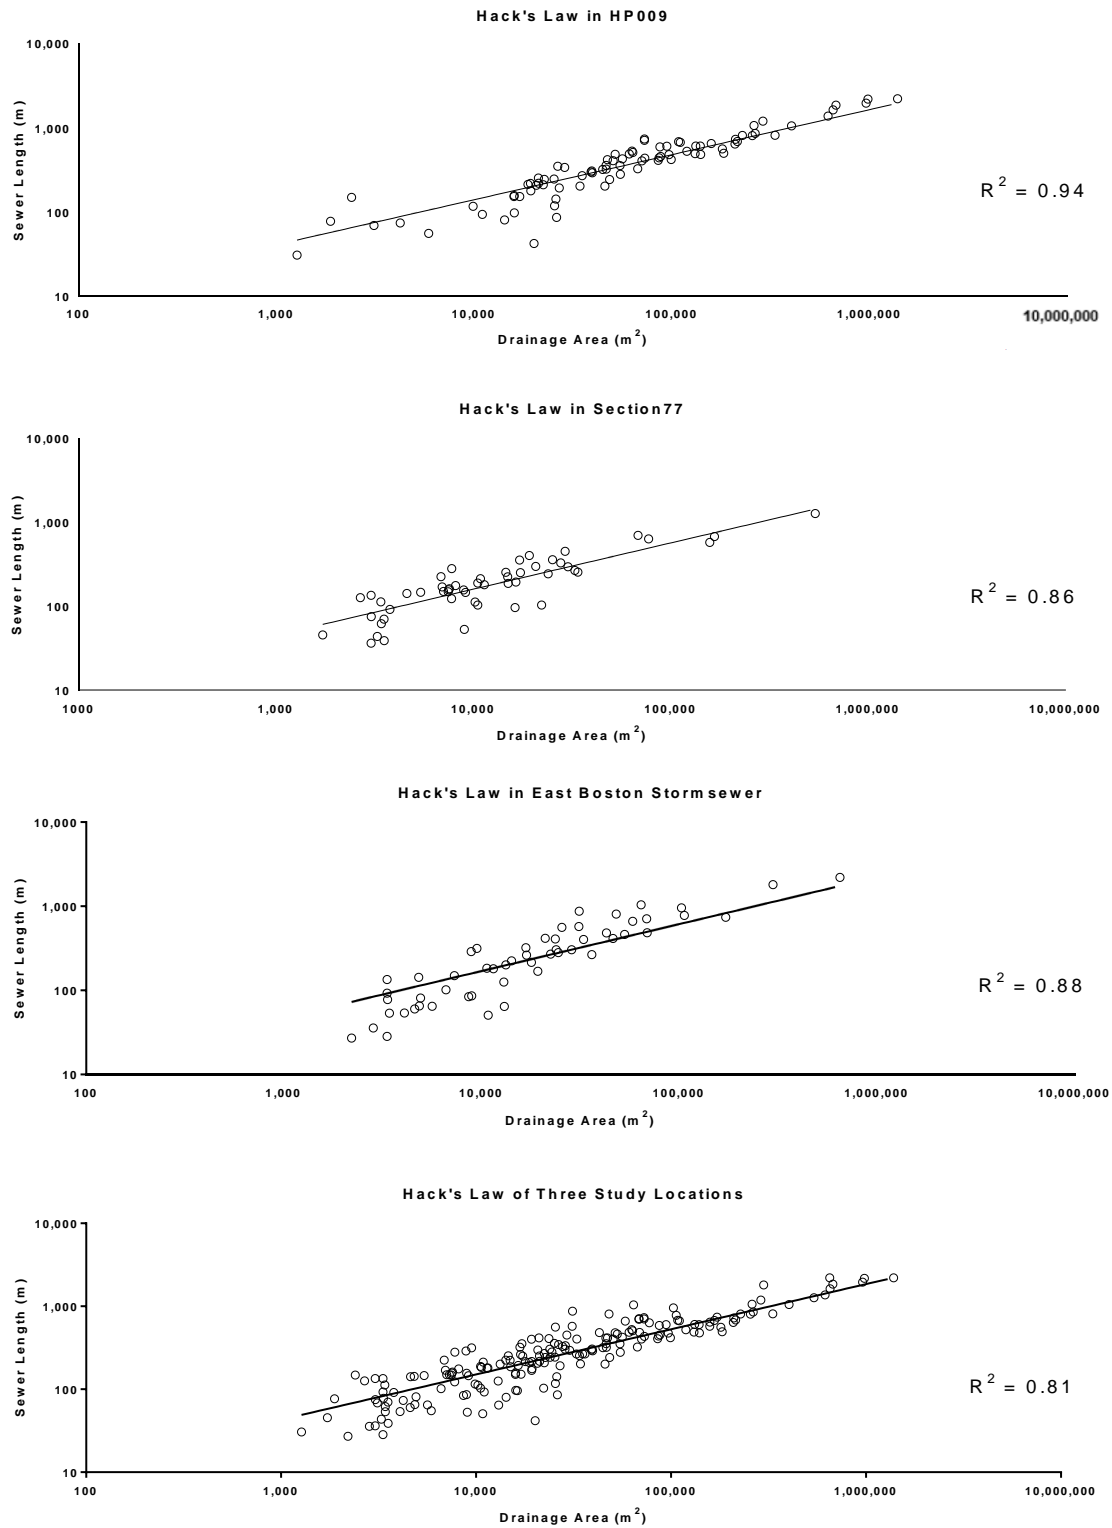 Hack's Law in HP009
10,000
1,000
100
10
Sewer Length (m)
R² = 0.94
100 1,000 10,000 100,000 1,000,000 10,000,000
Drainage Area (m²)
Hack's Law in Section77
10,000
1,000
100
10
Sewer Length (m)
R² = 0.86
1000 1,000 10,000 100,000 1,000,000 10,000,000
Drainage Area (m²)
Hack's Law in East Boston Stormsewer
10,000
1,000
100
10
Sewer Length (m)
R² = 0.88
100 1,000 10,000 100,000 1,000,000 10,000,000
Drainage Area (m²)
Hack's Law of Three Study Locations
10,000
1,000
100
10
Sewer Length (m)
R² = 0.81
100 1,000 10,000 100,000 1,000,000 10,000,000
Drainage Area (m²)